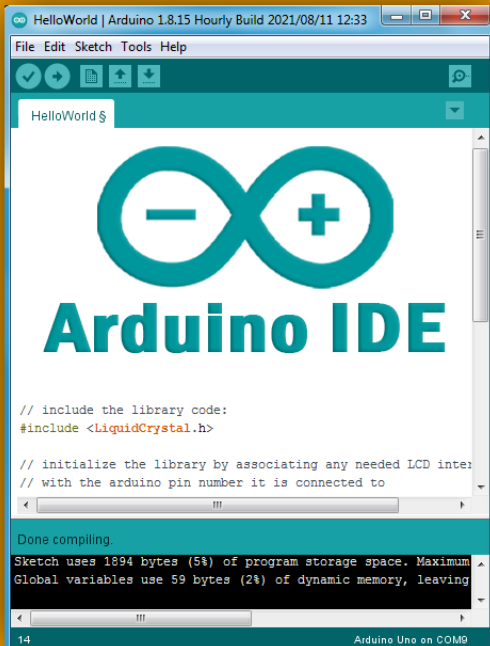 HelloWorld | Arduino 1.8.15 Hourly Build 2021/08/11 12:33
File Edit Sketch Tools Help
HelloWorld §
Arduino IDE
// include the library code:
#include <LiquidCrystal.h>
// initialize the library by associating any needed LCD inter
// with the arduino pin number it is connected to
Done compiling.
Sketch uses 1894 bytes (5%) of program storage space. Maximum
Global variables use 59 bytes (2%) of dynamic memory, leaving
14
Arduino Uno on COM9